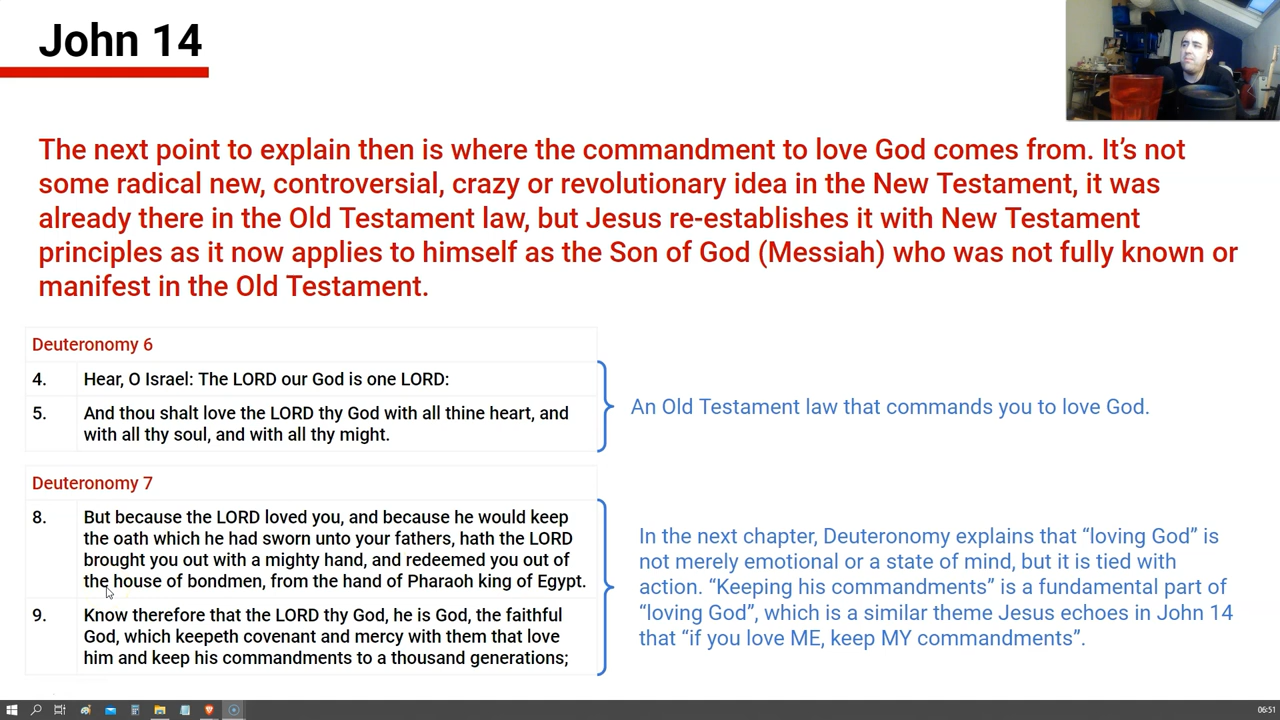 John 14
The next point to explain then is where the commandment to love God comes from. It’s not
some radical new, controversial, crazy or revolutionary idea in the New Testament, it was
already there in the Old Testament law, but Jesus re-establishes it with New Testament
principles as it now applies to himself as the Son of God (Messiah) who was not fully known or
manifest in the Old Testament.
Deuteronomy 6
4. Hear, O Israel: The LORD our God is one LORD:
5. And thou shalt love the LORD thy God with all thine heart, and
with all thy soul, and with all thy might.
An Old Testament law that commands you to love God.
Deuteronomy 7
8. But because the LORD loved you, and because he would keep
the oath which he had sworn unto your fathers, hath the LORD
brought you out with a mighty hand, and redeemed you out of
the house of bondmen, from the hand of Pharaoh king of Egypt.
9. Know therefore that the LORD thy God, he is God, the faithful
God, which keepeth covenant and mercy with them that love
him and keep his commandments to a thousand generations;
In the next chapter, Deuteronomy explains that “loving God” is
not merely emotional or a state of mind, but it is tied with
action. “Keeping his commandments” is a fundamental part of
“loving God”, which is a similar theme Jesus echoes in John 14
that “if you love ME, keep MY commandments”.
06:51